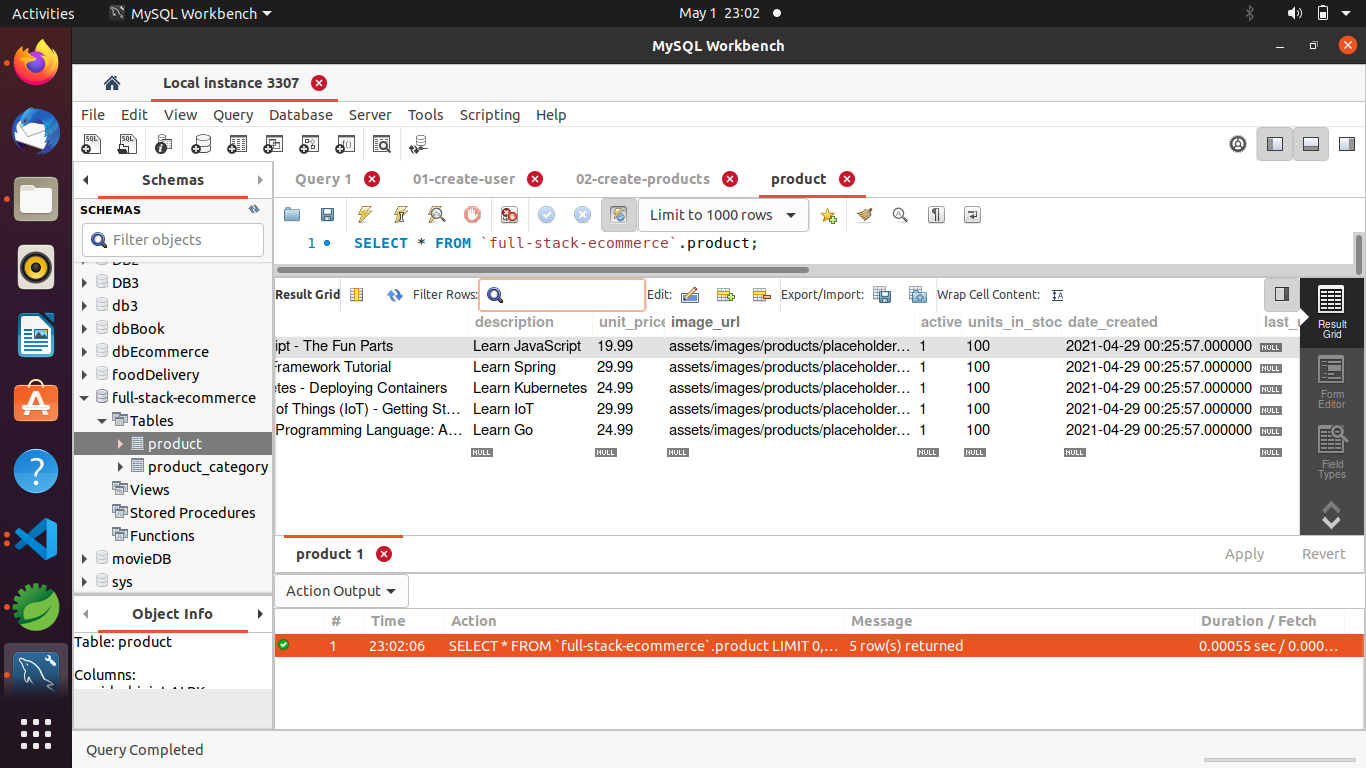 Activities
MySQL Workbench
May 1 23:02
MySQL Workbench
Local instance 3307
File Edit View Query Database Server Tools Scripting Help
Schemas
SCHEMAS
Filter objects
DB2
DB3
db3
dbBook
dbEcommerce
foodDelivery
full-stack-ecommerce
Tables
product
product_category
Views
Stored Procedures
Functions
movieDB
sys
Object Info
Table: product
Columns:
Query 1 01-create-user 02-create-products product
Limit to 1000 rows
1 SELECT * FROM `full-stack-ecommerce`.product;
Result Grid Filter Rows: Edit: Export/Import: Wrap Cell Content:
description unit_price image_url active units_in_stoc date_created last_u
ipt - The Fun Parts Learn JavaScript 19.99 assets/images/products/placeholder... 1 100 2021-04-29 00:25:57.000000 NULL
Framework Tutorial Learn Spring 29.99 assets/images/products/placeholder... 1 100 2021-04-29 00:25:57.000000 NULL
etes - Deploying Containers Learn Kubernetes 24.99 assets/images/products/placeholder... 1 100 2021-04-29 00:25:57.000000 NULL
of Things (IoT) - Getting St... Learn IoT 29.99 assets/images/products/placeholder... 1 100 2021-04-29 00:25:57.000000 NULL
Programming Language: A... Learn Go 24.99 assets/images/products/placeholder... 1 100 2021-04-29 00:25:57.000000 NULL
NULL NULL NULL NULL NULL NULL NULL
Result
Grid
Form
Editor
Field
Types
product 1 Apply Revert
Action Output
# Time Action Message Duration / Fetch
1 23:02:06 SELECT * FROM `full-stack-ecommerce`.product LIMIT 0,... 5 row(s) returned 0.00055 sec / 0.000...
Query Completed